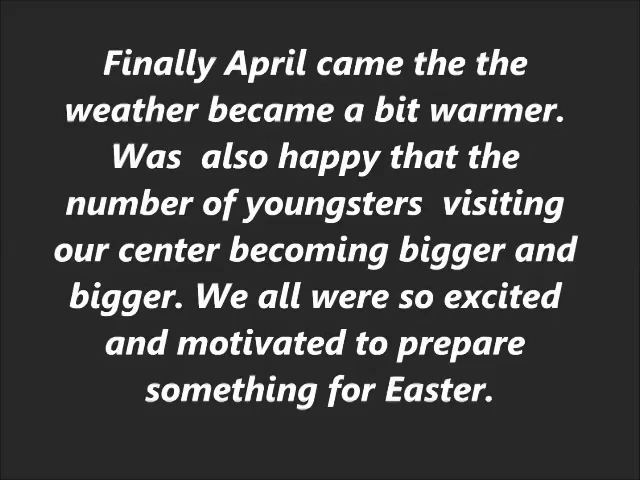 Finally April came the the
weather became a bit warmer.
Was  also happy that the
number of youngsters  visiting
our center becoming bigger and
bigger. We all were so excited
and motivated to prepare
something for Easter.